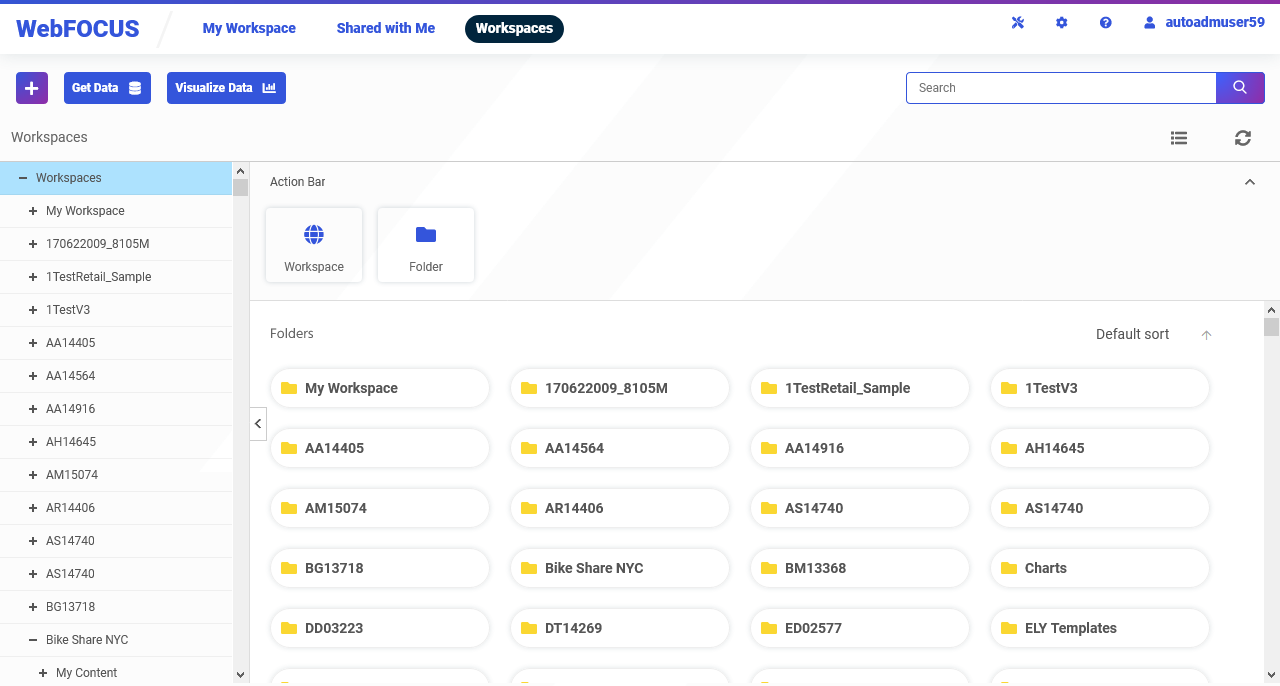 WebFOCUS
My Workspace
Shared with Me
Workspaces
autoadmuser59
Get Data
Visualize Data
Search
Workspaces
Workspaces
My Workspace
170622009_8105M
1TestRetail_Sample
1TestV3
AA14405
AA14564
AA14916
AH14645
AM15074
AR14406
AS14740
AS14740
BG13718
Bike Share NYC
My Content
Action Bar
Workspace
Folder
Folders
Default sort
My Workspace
170622009_8105M
1TestRetail_Sample
1TestV3
AA14405
AA14564
AA14916
AH14645
AM15074
AR14406
AS14740
AS14740
BG13718
Bike Share NYC
BM13368
Charts
DD03223
DT14269
ED02577
ELY Templates